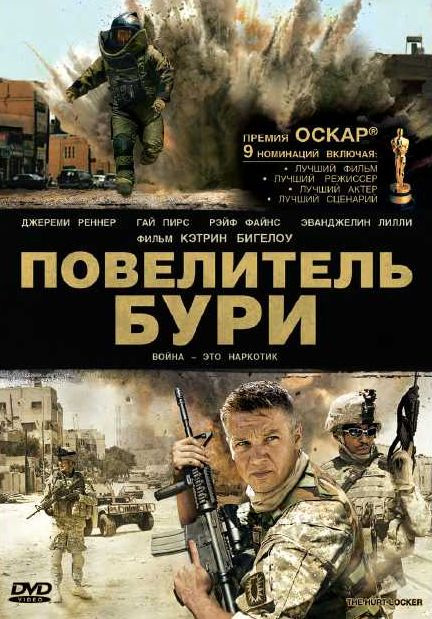 ПРЕМИЯ ОСКАР®
9 НОМИНАЦИЙ ВКЛЮЧАЯ:
• ЛУЧШИЙ ФИЛЬМ
• ЛУЧШИЙ РЕЖИССЕР
• ЛУЧШИЙ АКТЕР
• ЛУЧШИЙ СЦЕНАРИЙ
ДЖЕРЕМИ РЕННЕР ГАЙ ПИРС РЭЙФ ФАЙНС ЭВАНДЖЕЛИН ЛИЛЛИ
ФИЛЬМ КЭТРИН БИГЕЛОУ
ПОВЕЛИТЕЛЬ
БУРИ
ВОЙНА – ЭТО НАРКОТИК
DVD
VIDEO
THE HURT LOCKER